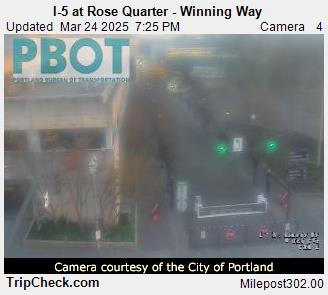 I-5 at Rose Quarter - Winning Way
Updated Mar 24 2025 7:25 PM Camera 4
PBOT
PORTLAND BUREAU OF TRANSPORTATION
Camera courtesy of the City of Portland
TripCheck.com Milepost302.00